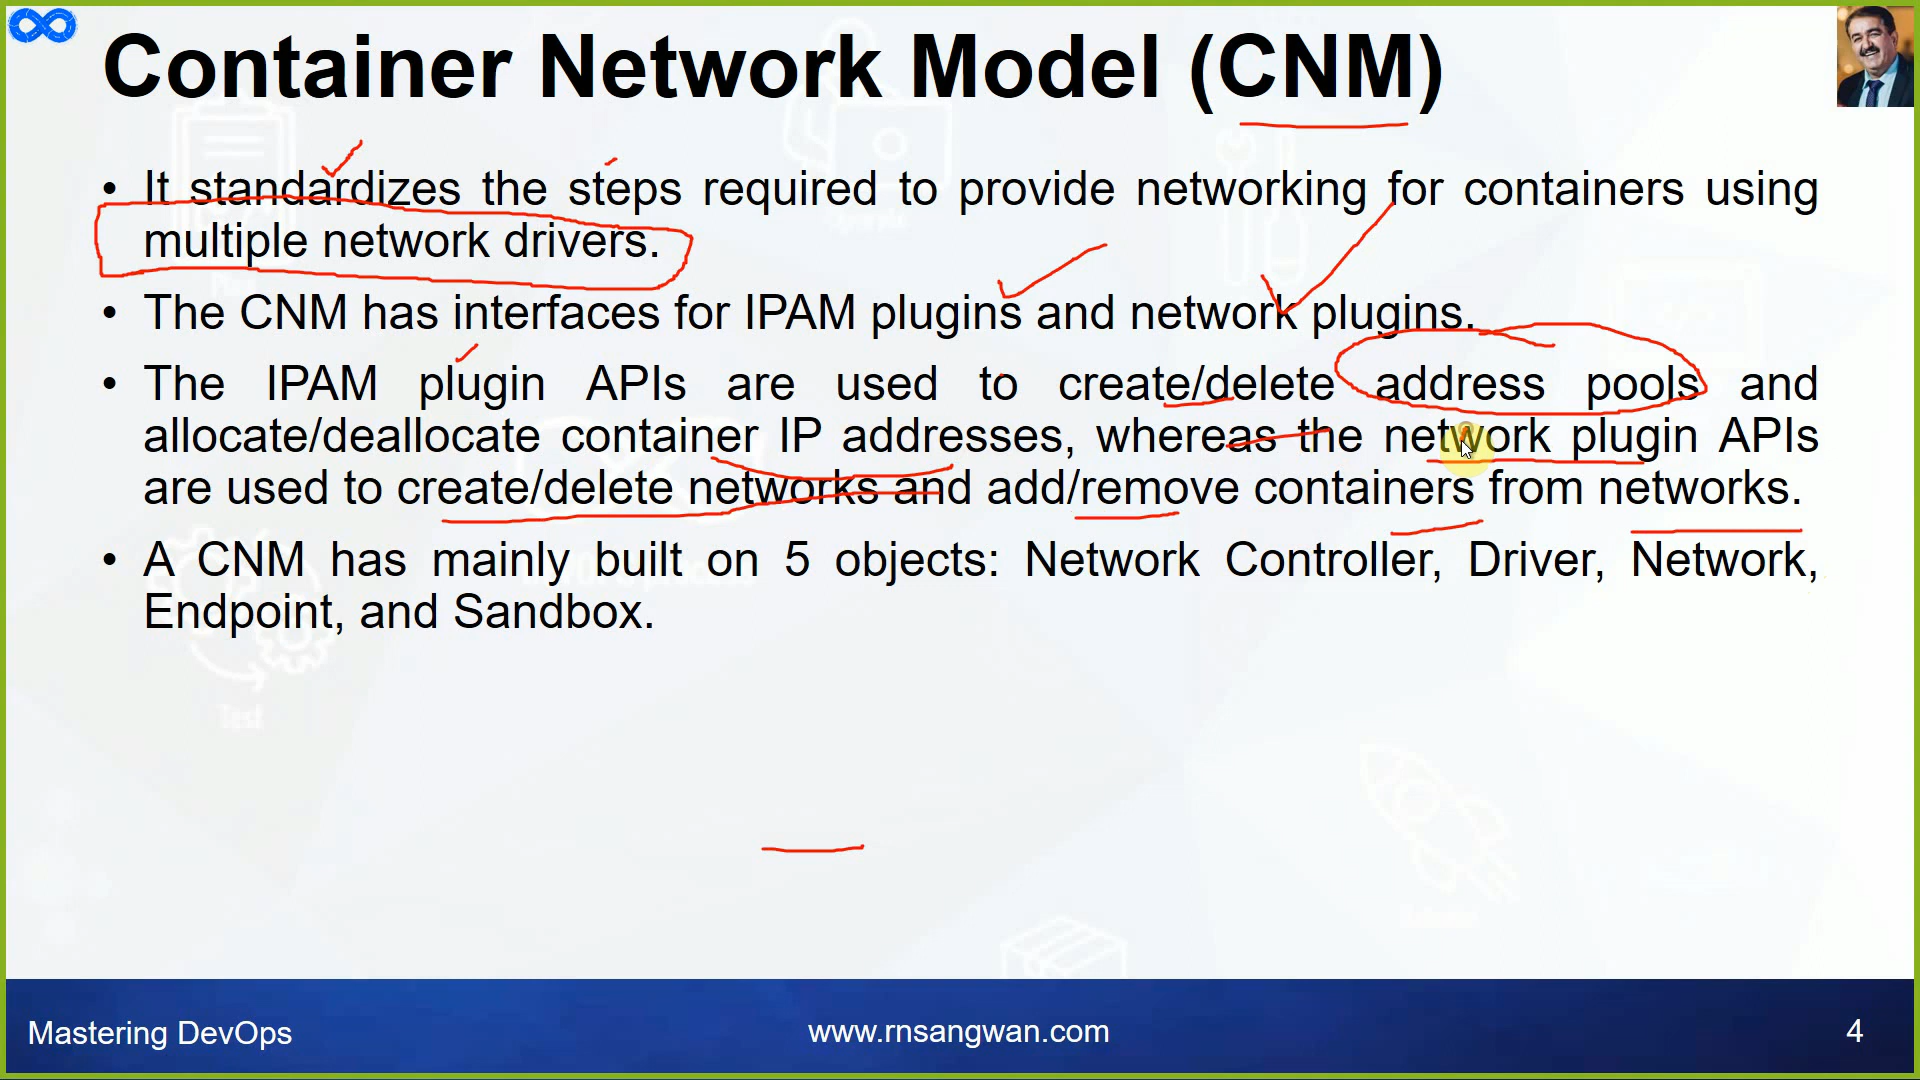 Container Network Model (CNM)
• It standardizes the steps required to provide networking for containers using
multiple network drivers.
• The CNM has interfaces for IPAM plugins and network plugins.
• The IPAM plugin APIs are used to create/delete address pools and
allocate/deallocate container IP addresses, whereas the network plugin APIs
are used to create/delete networks and add/remove containers from networks.
• A CNM has mainly built on 5 objects: Network Controller, Driver, Network,
Endpoint, and Sandbox.
Test
Mastering DevOps
www.rnsangwan.com
4